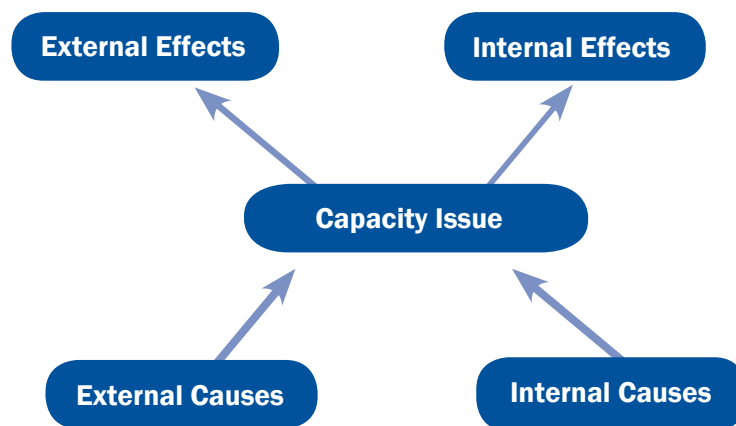 External Effects
Internal Effects
Capacity Issue
External Causes
Internal Causes